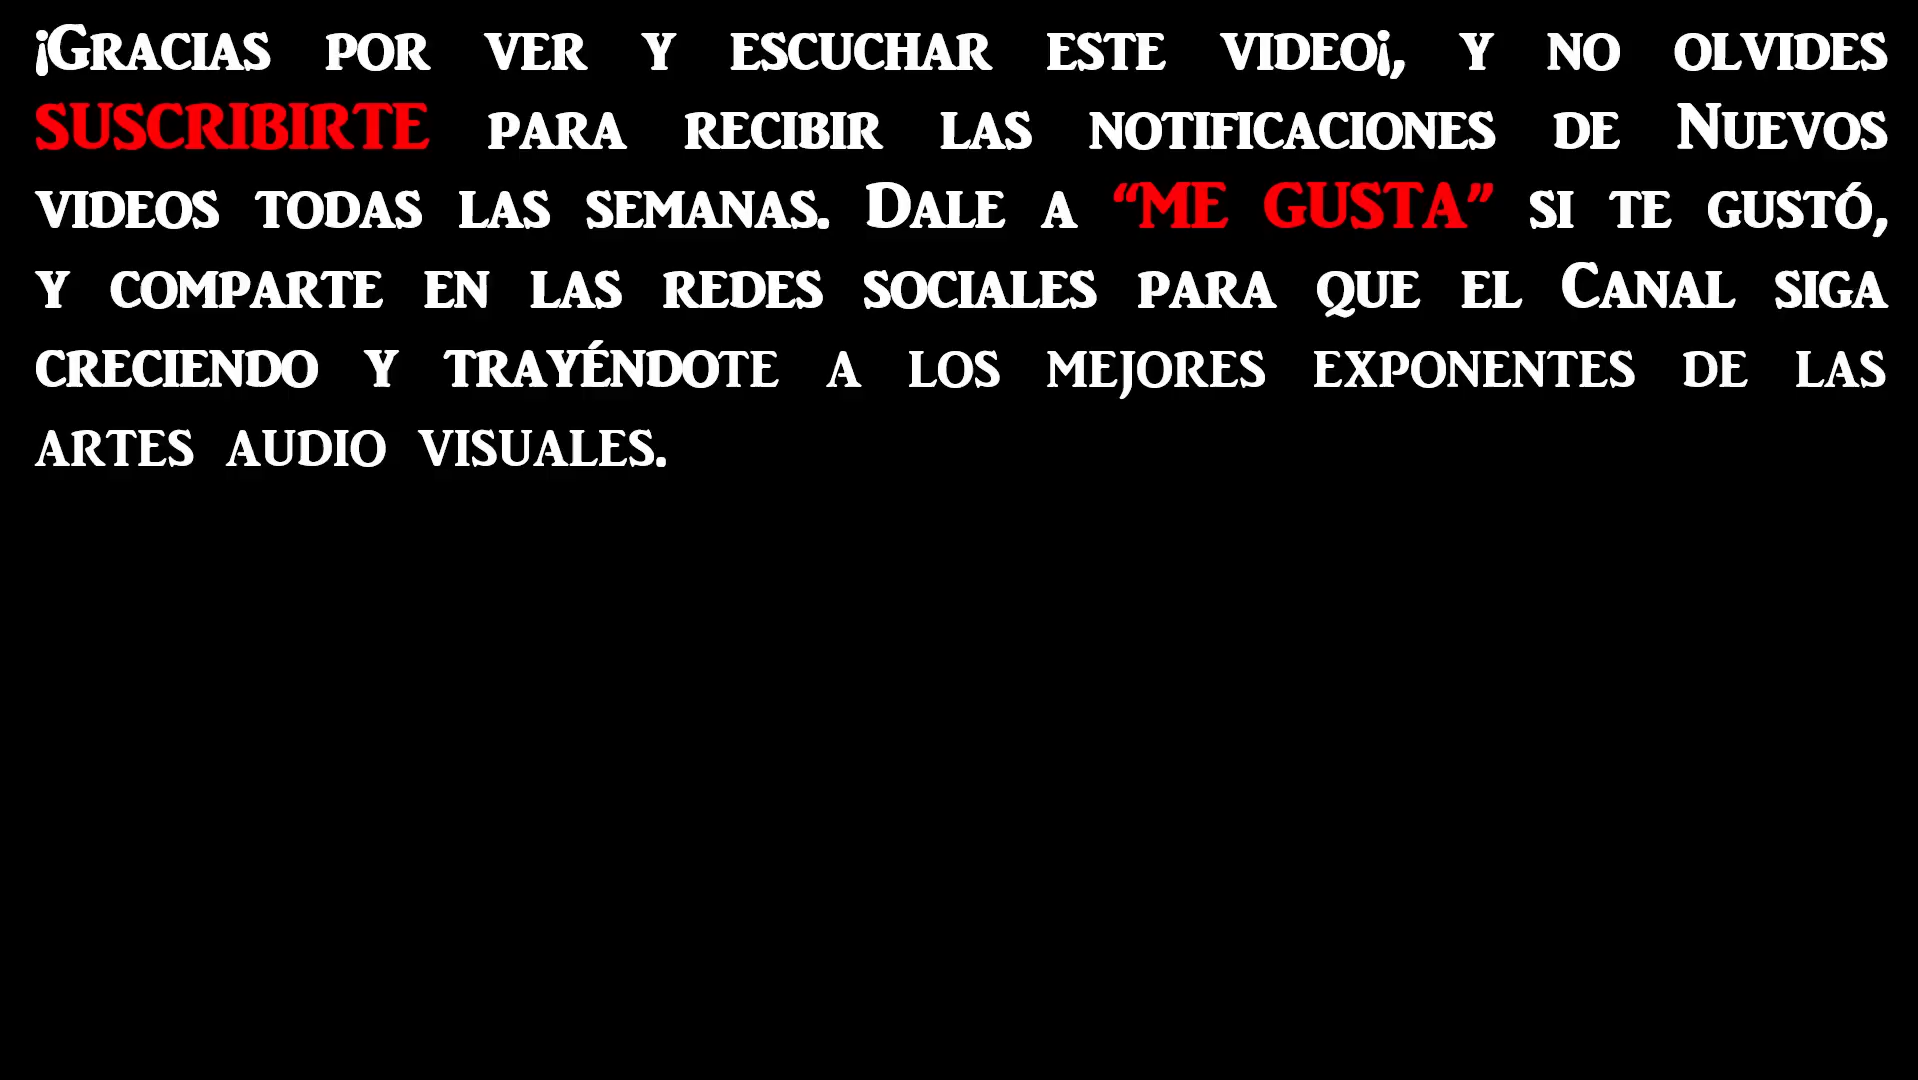 ¡Gracias por ver y escuchar este video¡, y no olvides
SUSCRIBIRTE para recibir las notificaciones de Nuevos
videos todas las semanas. Dale a “ME GUSTA” si te gustó,
y comparte en las redes sociales para que el Canal siga
creciendo y trayéndote a los mejores exponentes de las
artes audio visuales.